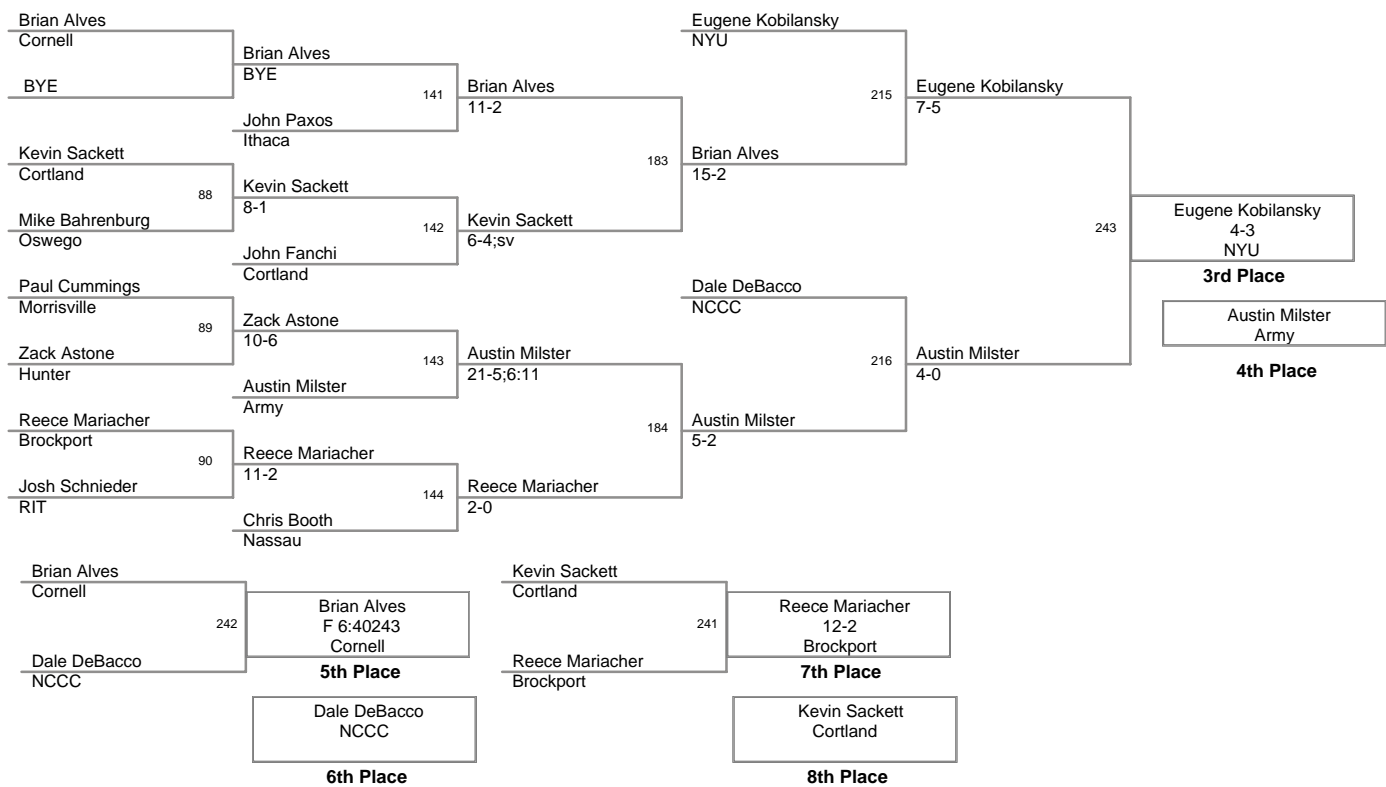 Brian Alves
Cornell
BYE
Kevin Sackett
Cortland
88
Mike Bahrenburg
Oswego
Paul Cummings
Morrisville
89
Zack Astone
Hunter
Reece Mariacher
Brockport
90
Josh Schnieder
RIT
Brian Alves
BYE
141
John Paxos
Ithaca
Kevin Sackett
8-1
142
John Fanchi
Cortland
Zack Astone
10-6
143
Austin Milster
Army
Reece Mariacher
11-2
144
Chris Booth
Nassau
Brian Alves
11-2
183
Kevin Sackett
6-4;sv
Austin Milster
21-5;6:11
184
Reece Mariacher
2-0
Eugene Kobilansky
NYU
215
Brian Alves
15-2
Dale DeBacco
NCCC
216
Austin Milster
5-2
Eugene Kobilansky
7-5
243
Austin Milster
4-0
Eugene Kobilansky
4-3
NYU
3rd Place
Austin Milster
Army
4th Place
Brian Alves
Cornell
242
Dale DeBacco
NCCC
Brian Alves
F 6:40243
Cornell
5th Place
Dale DeBacco
NCCC
6th Place
Kevin Sackett
Cortland
241
Reece Mariacher
Brockport
Reece Mariacher
12-2
Brockport
7th Place
Kevin Sackett
Cortland
8th Place